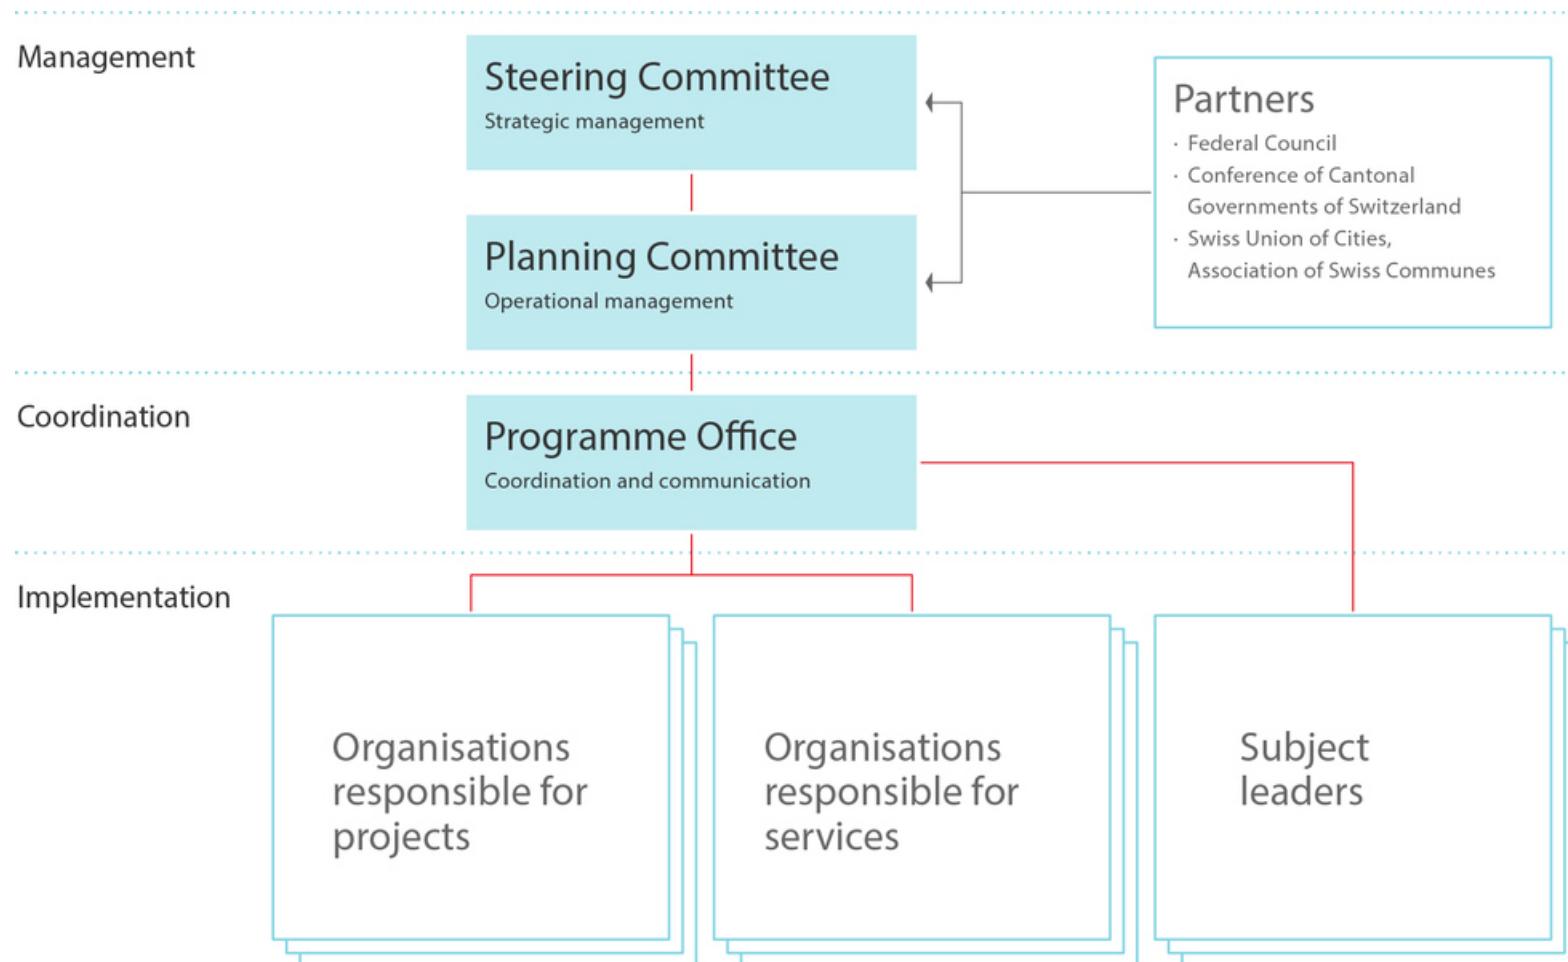 Management
Steering Committee
Strategic management
Planning Committee
Operational management
Partners
· Federal Council
· Conference of Cantonal
Governments of Switzerland
· Swiss Union of Cities,
Association of Swiss Communes
Coordination
Programme Office
Coordination and communication
Implementation
Organisations
responsible for
projects
Organisations
responsible for
services
Subject
leaders